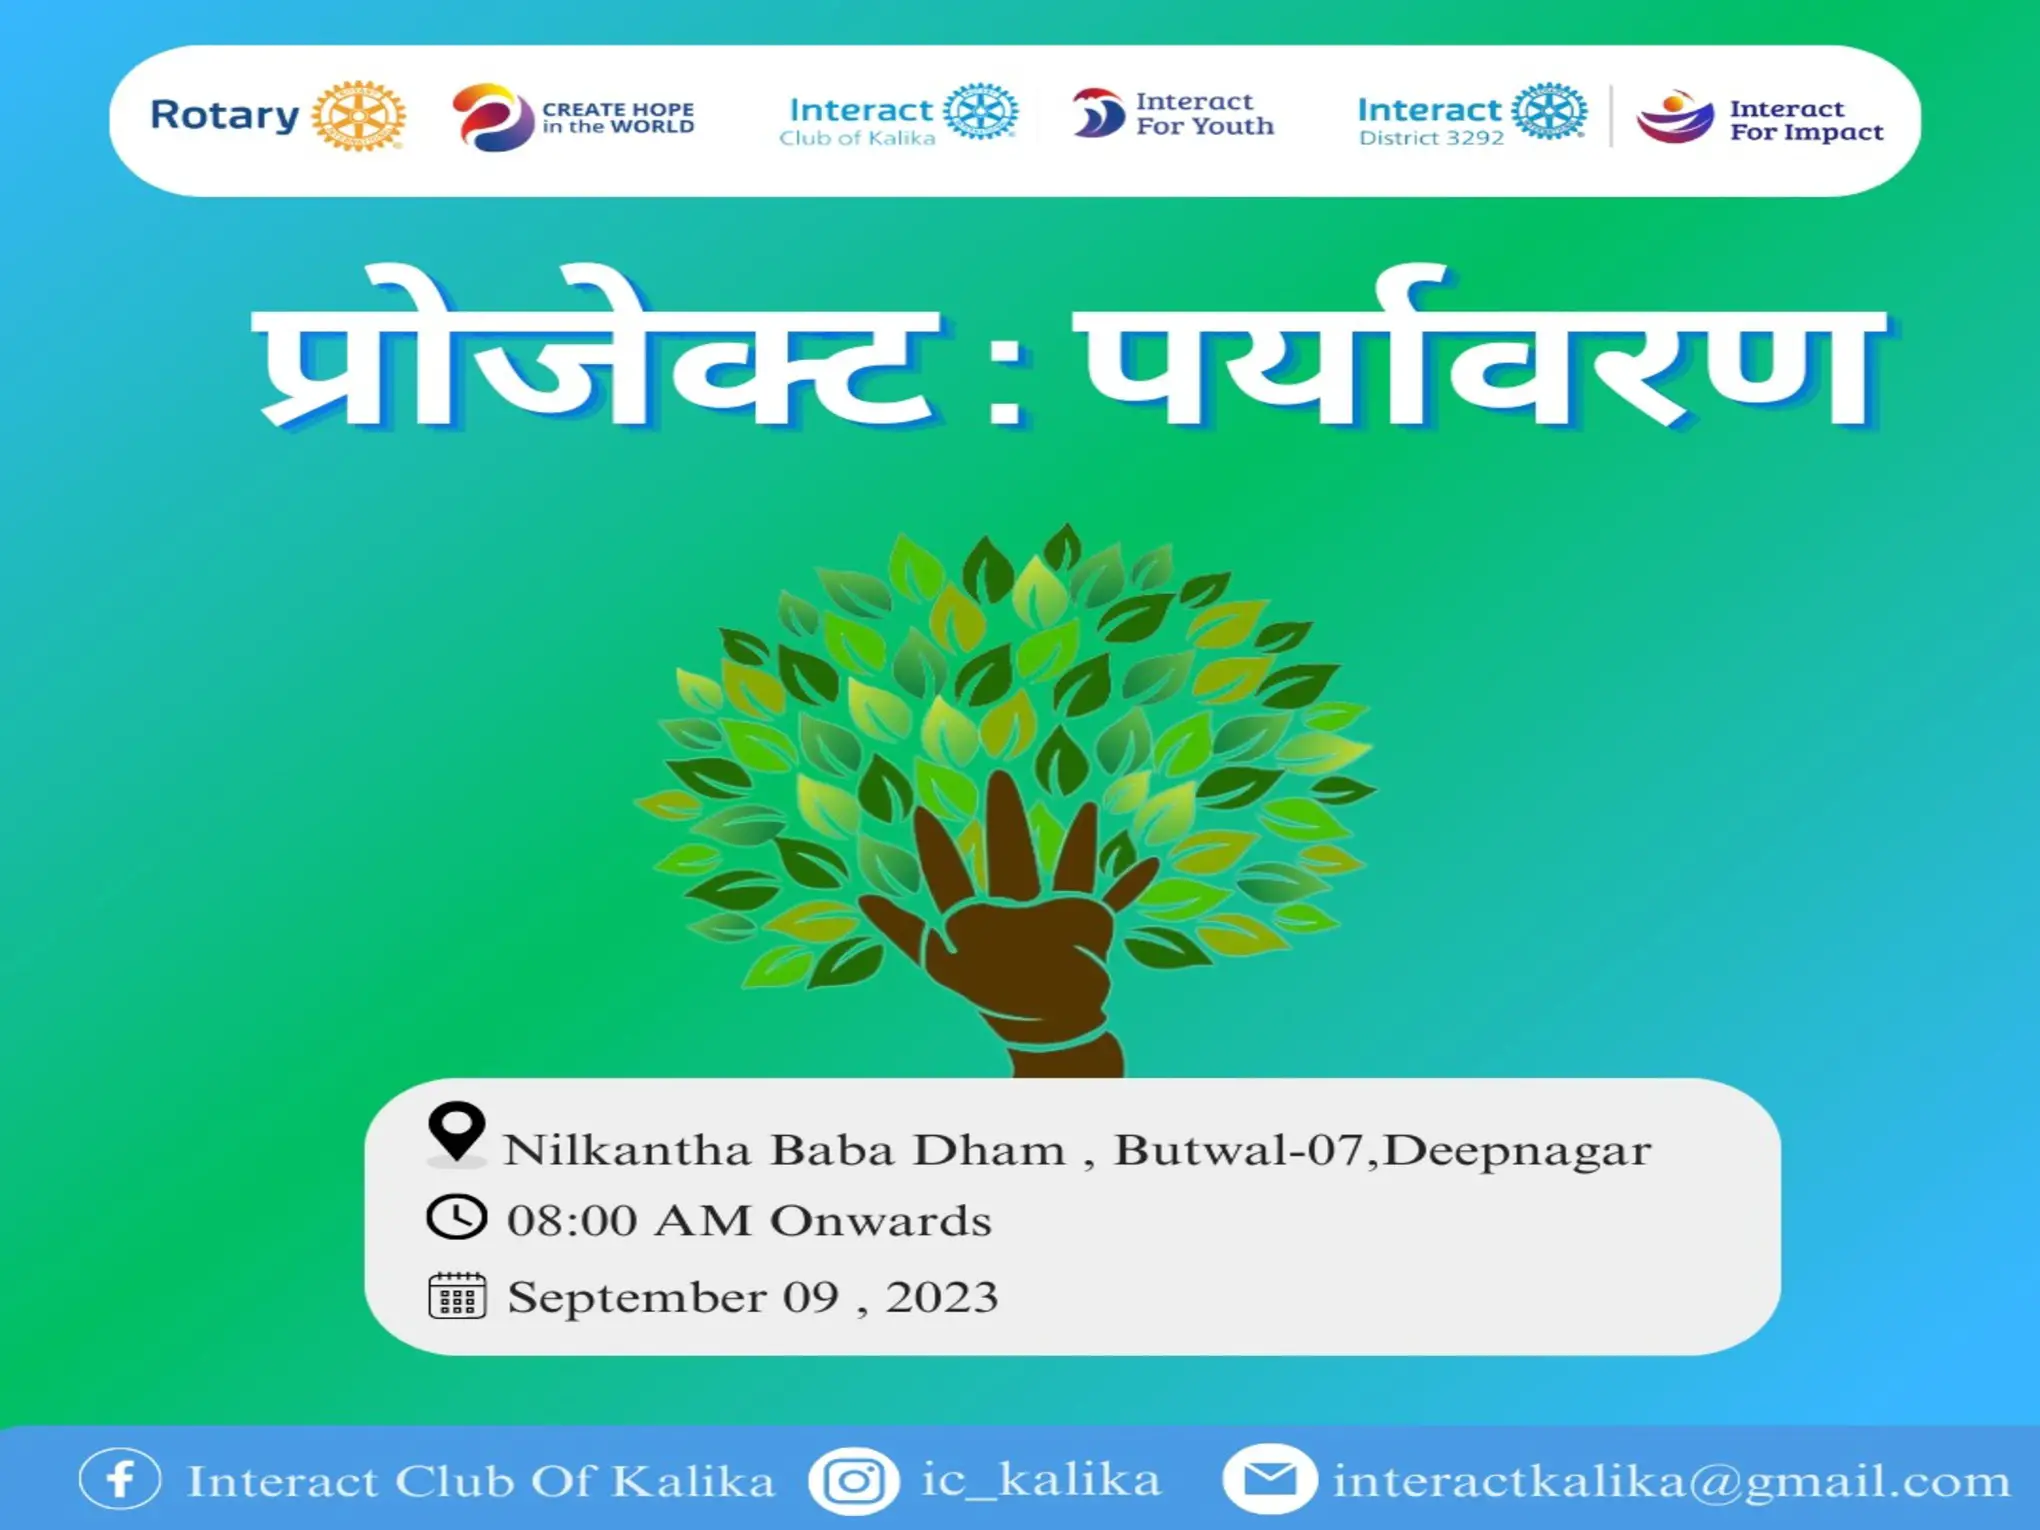 Rotary
CREATE HOPE
in the WORLD
Interact
Club of Kalika
Interact
For Youth
Interact
District 3292
Interact
For Impact
प्रोजेक्ट : पर्यावरण
Nilkantha Baba Dham , Butwal-07,Deepnagar
08:00 AM Onwards
September 09 , 2023
Interact Club Of Kalika
ic_kalika
interactkalika@gmail.com